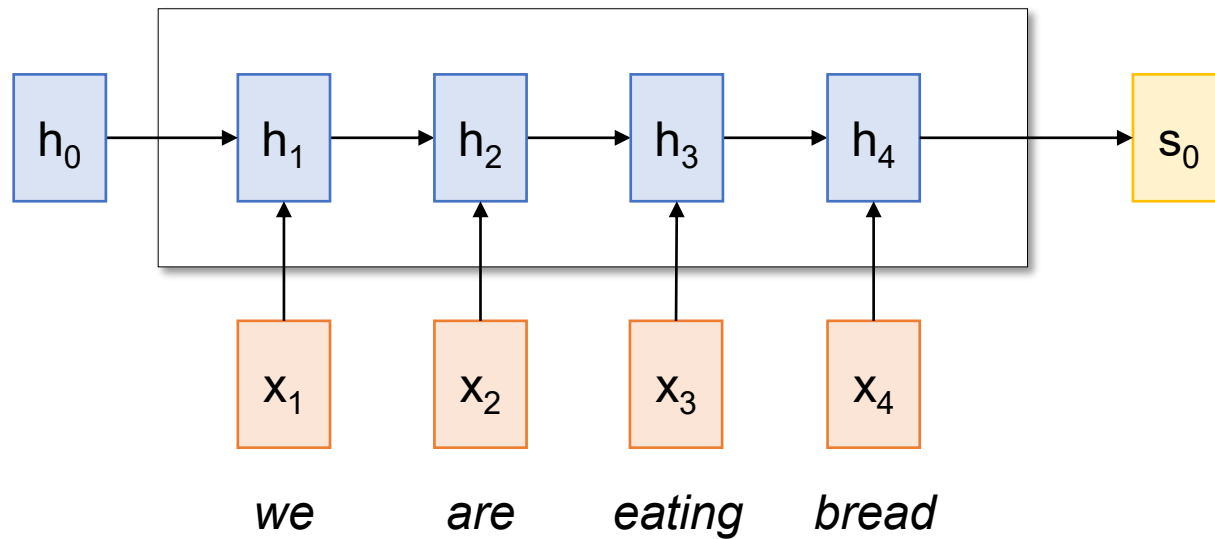 h₀ h₁ h₂ h₃ h₄ s₀
x₁ x₂ x₃ x₄
we are eating bread